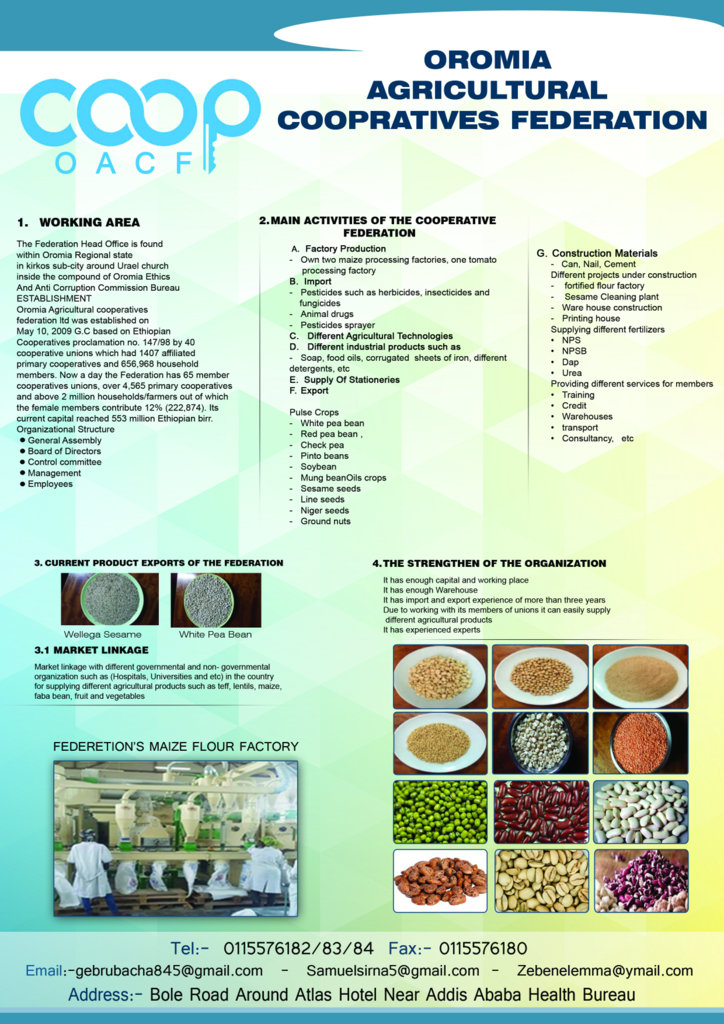 OROMIA
AGRICULTURAL
COOPRATIVES FEDERATION
COOP
OACF
1. WORKING AREA
The Federation Head Office is found
within Oromia Regional state
in kirkos sub-city around Urael church
inside the compound of Oromia Ethics
And Anti Corruption Commission Bureau
ESTABLISHMENT
Oromia Agricultural cooperatives
federation ltd was established on
May 10, 2009 G.C based on Ethiopian
Cooperatives proclamation no. 147/98 by 40
cooperative unions which had 1407 affiliated
primary cooperatives and 656,968 household
members. Now a day the Federation has 65 member
cooperatives unions, over 4,565 primary cooperatives
and above 2 million households/farmers out of which
the female members contribute 12% (222,874). Its
current capital reached 553 million Ethiopian birr.
Organizational Structure
● General Assembly
● Board of Directors
● Control committee
● Management
● Employees
2. MAIN ACTIVITIES OF THE COOPERATIVE
FEDERATION
A. Factory Production
- Own two maize processing factories, one tomato
processing factory
B. Import
- Pesticides such as herbicides, insecticides and
fungicides
- Animal drugs
- Pesticides sprayer
C. Different Agricultural Technologies
D. Different industrial products such as
- Soap, food oils, corrugated sheets of iron, different
detergents, etc
E. Supply Of Stationeries
F. Export
Pulse Crops
- White pea bean
- Red pea bean ,
- Check pea
- Pinto beans
- Soybean
- Mung beanOils crops
- Sesame seeds
- Line seeds
- Niger seeds
- Ground nuts
G. Construction Materials
- Can, Nail, Cement
Different projects under construction
- fortified flour factory
- Sesame Cleaning plant
- Ware house construction
- Printing house
Supplying different fertilizers
• NPS
• NPSB
• Dap
• Urea
Providing different services for members
• Training
• Credit
• Warehouses
• transport
• Consultancy, etc
3. CURRENT PRODUCT EXPORTS OF THE FEDERATION
Wellega Sesame White Pea Bean
3.1 MARKET LINKAGE
Market linkage with different governmental and non- governmental
organization such as (Hospitals, Universities and etc) in the country
for supplying different agricultural products such as teff, lentils, maize,
faba bean, fruit and vegetables
4. THE STRENGTHEN OF THE ORGANIZATION
It has enough capital and working place
It has enough Warehouse
It has import and export experience of more than three years
Due to working with its members of unions it can easily supply
different agricultural products
It has experienced experts
FEDERETION'S MAIZE FLOUR FACTORY
Tel:- 0115576182/83/84 Fax:- 0115576180
Email:-gebrubacha845@gmail.com - Samuelsirna5@gmail.com - Zebenelemma@ymail.com
Address:- Bole Road Around Atlas Hotel Near Addis Ababa Health Bureau